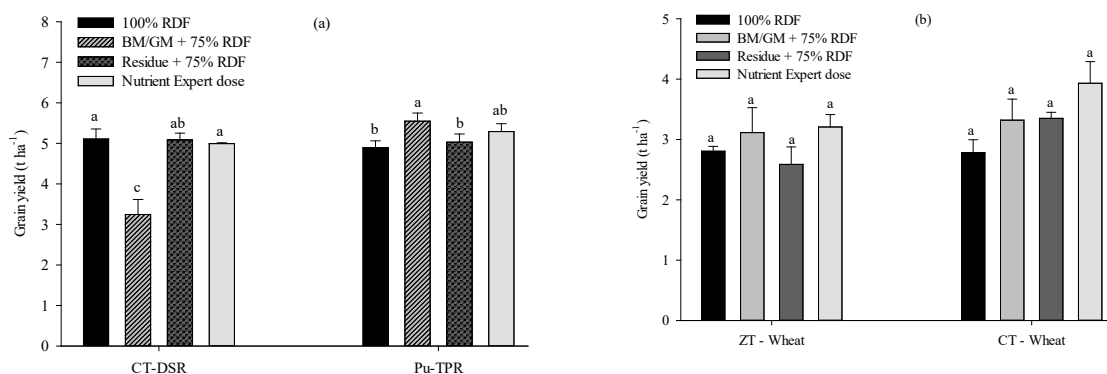 (a)
100% RDF
BM/GM + 75% RDF
Residue + 75% RDF
Nutrient Expert dose
Grain yield (t ha⁻¹)
8
7
6
5
4
3
2
1
0
a
c
ab
a
b
a
b
ab
CT-DSR
Pu-TPR
(b)
100% RDF
BM/GM + 75% RDF
Residue + 75% RDF
Nutrient Expert dose
Grain yield (t ha⁻¹)
5
4
3
2
1
0
a
a
a
a
a
a
a
a
ZT - Wheat
CT - Wheat